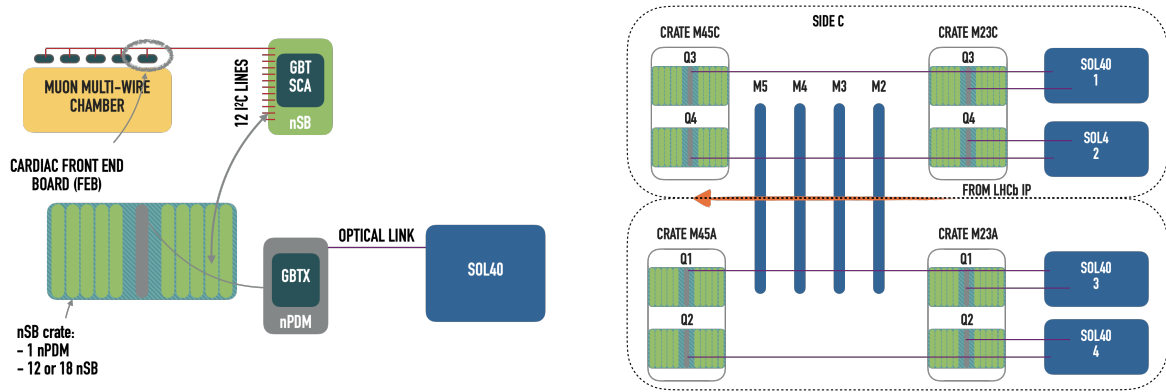 MUON MULTI-WIRE
CHAMBER
12 I²C LINES
GBT
SCA
nSB
CARDIAC FRONT END
BOARD (FEB)
OPTICAL LINK
GBTX
nPDM
SOL40
nSB crate:
- 1 nPDM
- 12 or 18 nSB
SIDE C
CRATE M45C
Q3
Q4
M5
M4
M3
M2
CRATE M23C
Q3
Q4
SOL40
1
SOL4
2
FROM LHCb IP
CRATE M45A
Q1
Q2
CRATE M23A
Q1
Q2
SOL40
3
SOL40
4